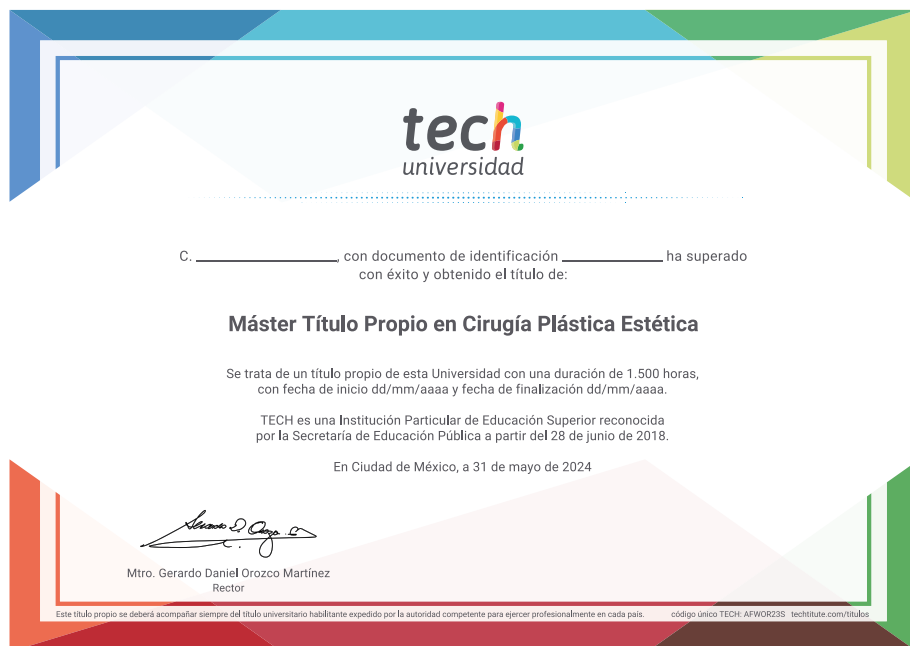 tech
universidad
C. ____________, con documento de identificación ____________ ha superado
con éxito y obtenido el título de:
Máster Título Propio en Cirugía Plástica Estética
Se trata de un título propio de esta Universidad con una duración de 1.500 horas,
con fecha de inicio dd/mm/aaaa y fecha de finalización dd/mm/aaaa.
TECH es una Institución Particular de Educación Superior reconocida
por la Secretaría de Educación Pública a partir del 28 de junio de 2018.
En Ciudad de México, a 31 de mayo de 2024
Mtro. Gerardo Daniel Orozco Martínez
Rector
Este título propio se deberá acompañar siempre del título universitario habilitante expedido por la autoridad competente para ejercer profesionalmente en cada país. código único TECH: AFWOR23S techtitute.com/titulos